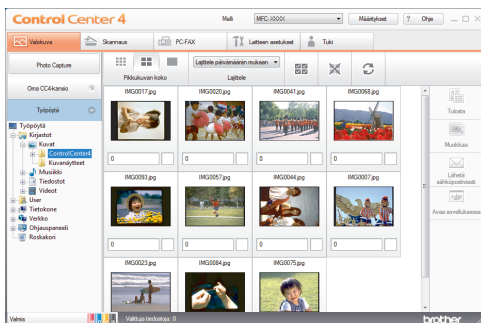 Control Center 4
Malli
MFC-XXXX
Määritykset
?
Ohje
Valokuva
Skannaus
PC-FAX
Laitteen asetukset
Tuki
Photo Capture
Pikkukuvan koko
Lajittele päivämäärän mukaan
Lajittele
Oma CC4-kansio
Työpöytä
Työpöytä
Kirjastot
Kuvat
ControlCenter4
Kuvanäytteet
Musiikki
Tiedostot
Videot
User
Tietokone
Verkko
Ohjauspaneeli
Roskakori
IMG0017.jpg
IMG0020.jpg
IMG0041.jpg
IMG0068.jpg
0
0
0
0
IMG0093.jpg
IMG0057.jpg
IMG0044.jpg
IMG0007.jpg
0
0
0
0
IMG0023.jpg
IMG0084.jpg
IMG0075.jpg
Tulosta
Muokkaa
Lähetä
sähköpostiviesti
Avaa sovelluksessa
Valmis
Valittuja tiedostoja: 0
brother